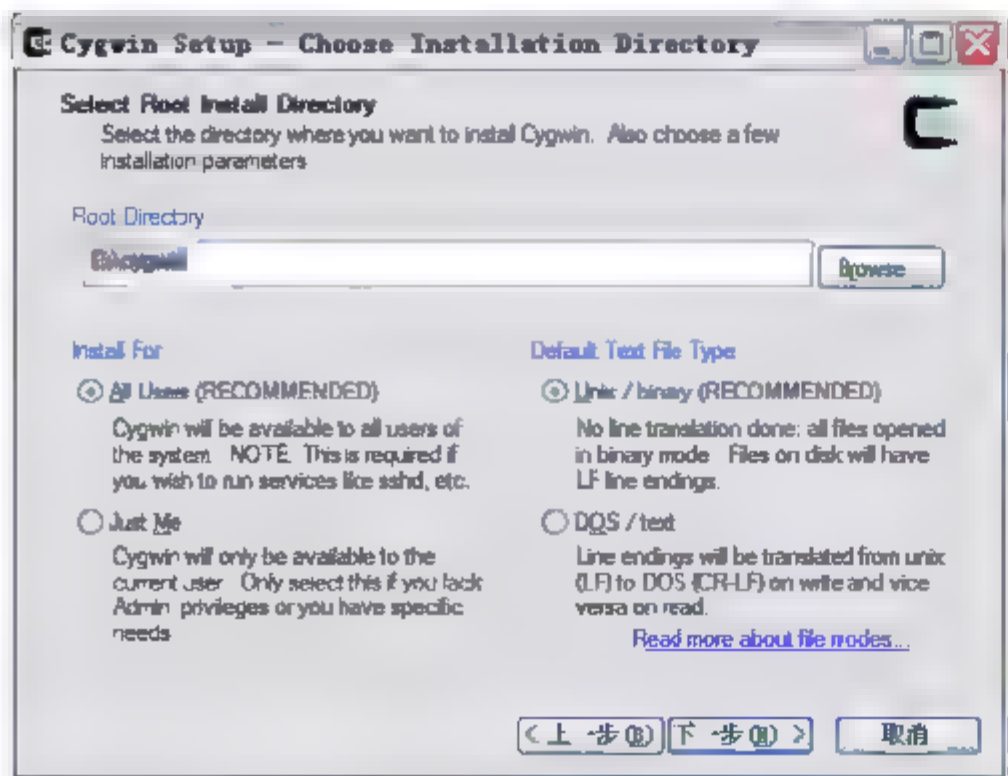 Cygwin Setup - Choose Installation Directory
Select Root Install Directory
Select the directory where you want to install Cygwin. Also choose a few
installation parameters
Root Directory
Browse
Install For
All Users (RECOMMENDED)
Cygwin will be available to all users of
the system NOTE This is required if
you wish to run services like sshd, etc.
Just Me
Cygwin will only be available to the
current user Only select this if you lack
Admin privileges or you have specific
needs
Default Text File Type
Unix / binary (RECOMMENDED)
No line translation done; all files opened
in binary mode Files on disk will have
LF line endings.
DOS / text
Line endings will be translated from unix
(LF) to DOS (CR-LF) on write and vice
versa on read.
Read more about file modes...
<上一步(B) 下一步(N)> 取消